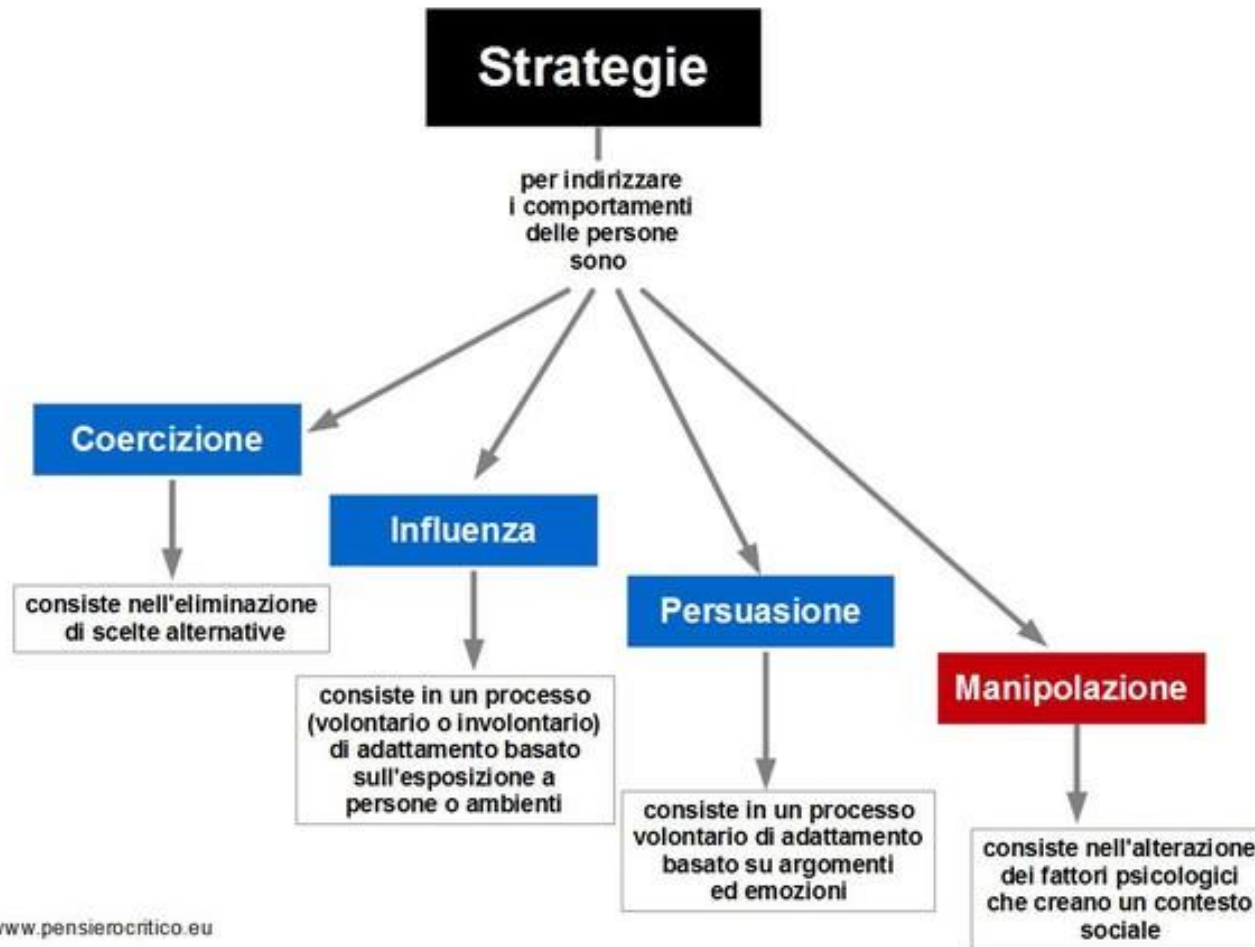 Strategie
per indirizzare
i comportamenti
delle persone
sono
Coercizione
consiste nell'eliminazione
di scelte alternative
Influenza
consiste in un processo
(volontario o involontario)
di adattamento basato
sull'esposizione a
persone o ambienti
Persuasione
consiste in un processo
volontario di adattamento
basato su argomenti
ed emozioni
Manipolazione
consiste nell'alterazione
dei fattori psicologici
che creano un contesto
sociale
www.pensierocritico.eu